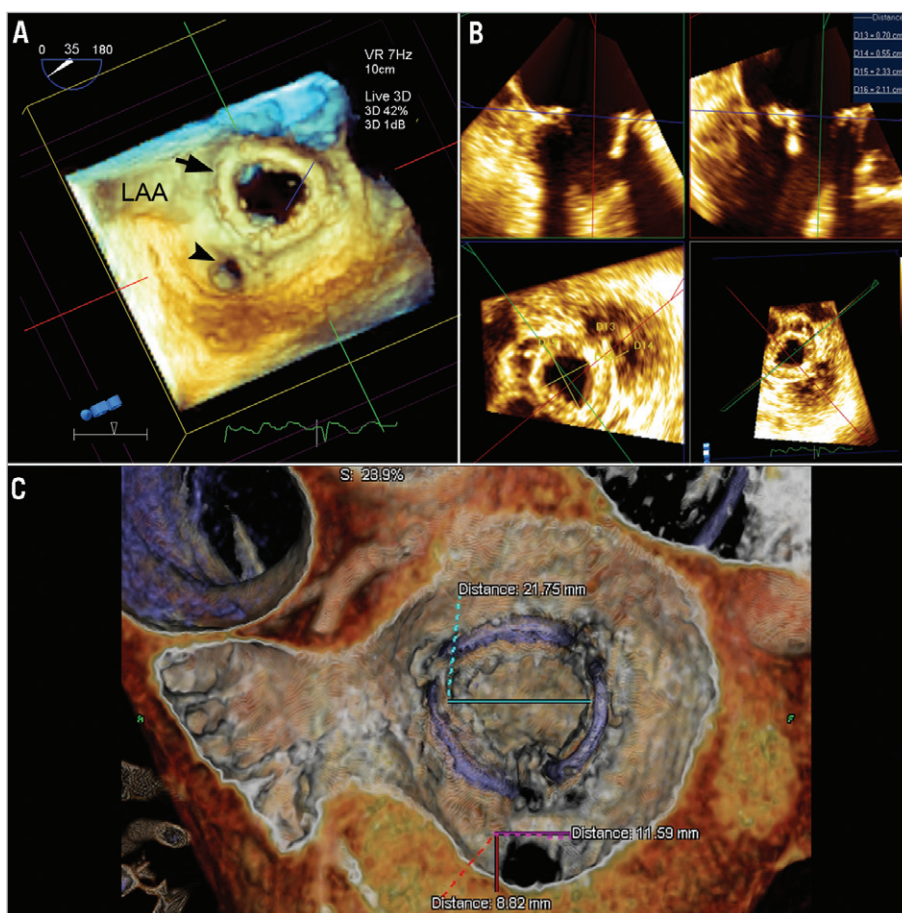 A
0 35 180
VR 7Hz
10cm
Live 3D
3D 42%
3D 1dB
LAA
B
Distance
D13 = 0.70 cm
D14 = 0.55 cm
D15 = 2.33 cm
D16 = 2.11 cm
D13
D14
C
S: 23.9%
Distance: 21.75 mm
Distance: 11.59 mm
Distance: 8.82 mm